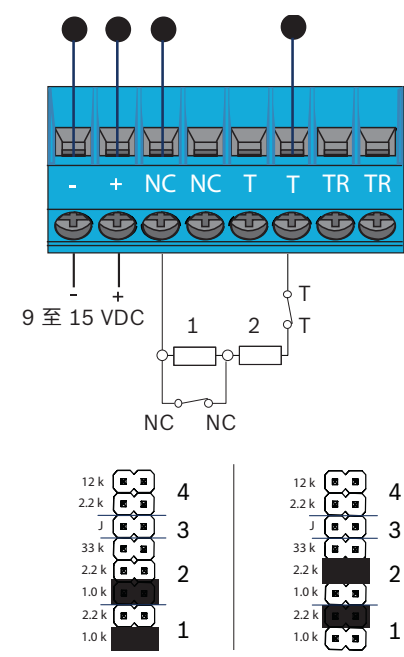 - + NC NC T T TR TR
- +
9 至 15 VDC
T
1 2 T
NC NC
12 k
2.2 k
4
J
3
33 k
2.2 k
2
1.0 k
2.2 k
1.0 k
1
12 k
2.2 k
4
J
3
33 k
2.2 k
2
1.0 k
2.2 k
1.0 k
1